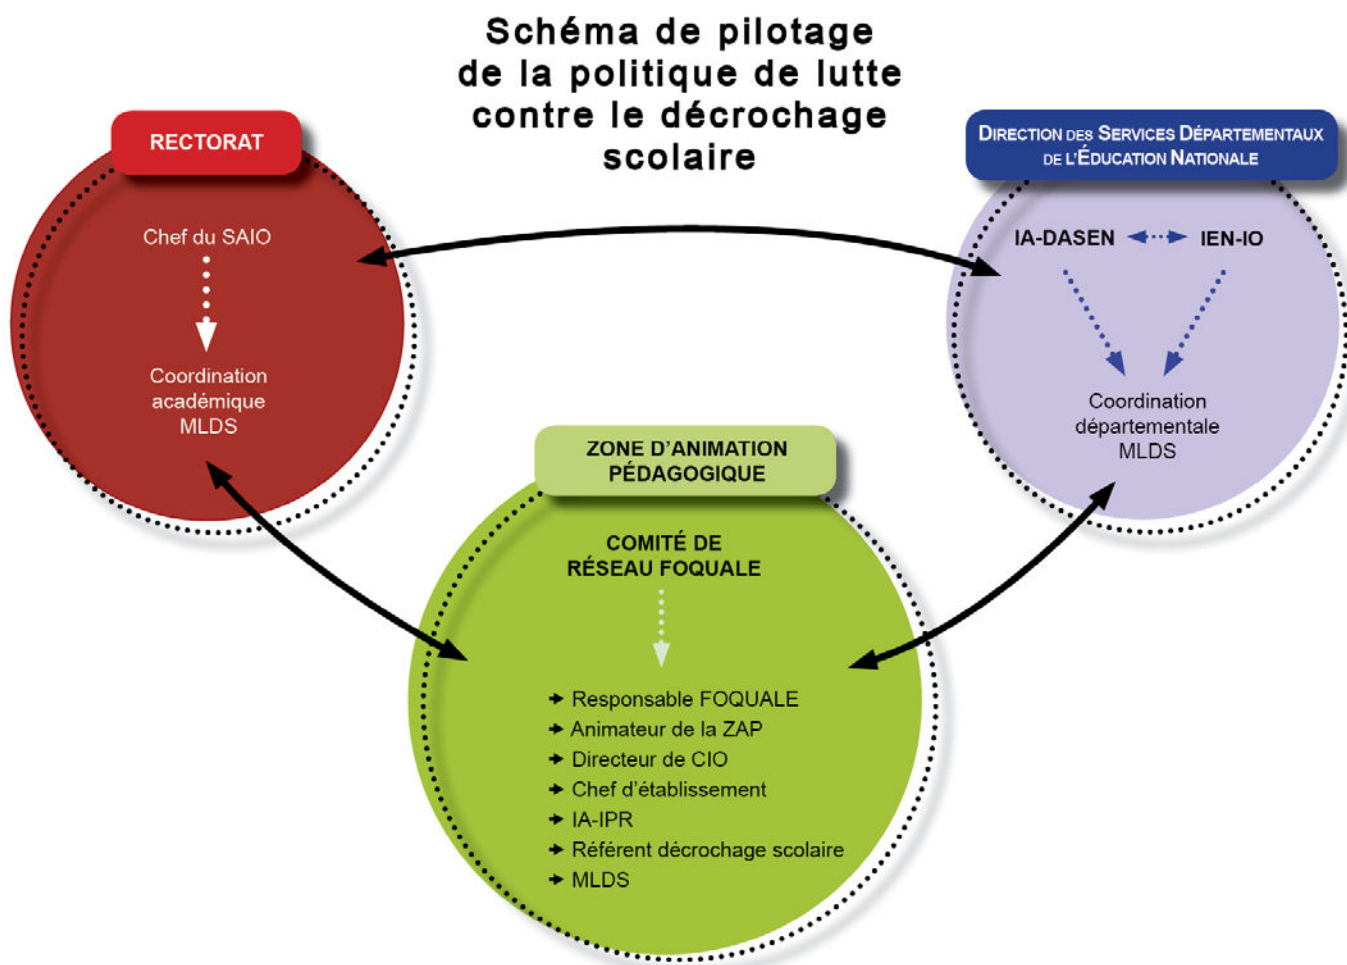 Schéma de pilotage
de la politique de lutte
contre le décrochage
scolaire
RECTORAT
Chef du SAIO
Coordination
académique
MLDS
DIRECTION DES SERVICES DÉPARTEMENTAUX
DE L'ÉDUCATION NATIONALE
IA-DASEN
IEN-IO
Coordination
départementale
MLDS
ZONE D'ANIMATION
PÉDAGOGIQUE
COMITÉ DE
RÉSEAU FOQUALE
Responsable FOQUALE
Animateur de la ZAP
Directeur de CIO
Chef d'établissement
IA-IPR
Référent décrochage scolaire
MLDS